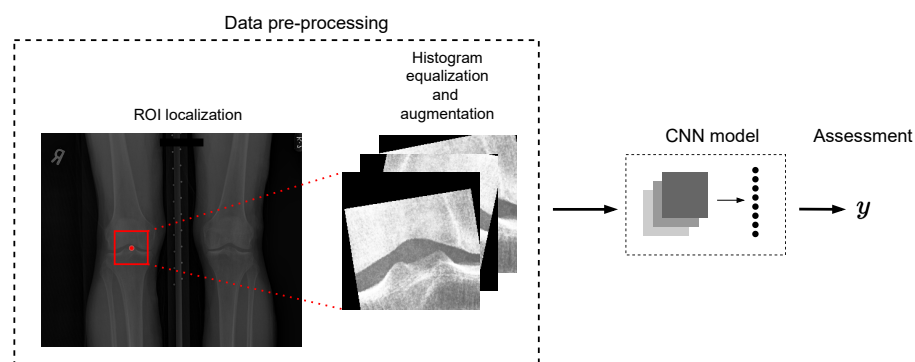 Data pre-processing
Histogram
equalization
and
augmentation
ROI localization
R
CNN model
Assessment
y